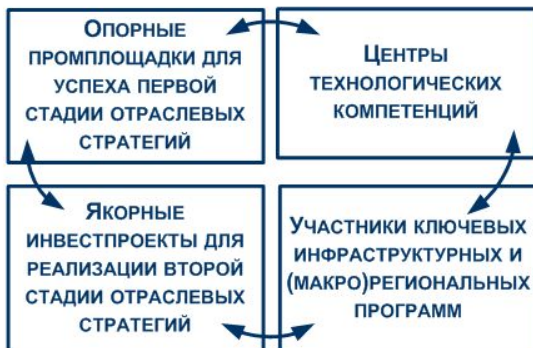 Опорные
промплощадки для
успеха первой
стадии отраслевых
стратегий
Центры
технологических
компетенций
Якорные
инвестпроекты для
реализации второй
стадии отраслевых
стратегий
Участники ключевых
инфраструктурных и
(макро)региональных
программ